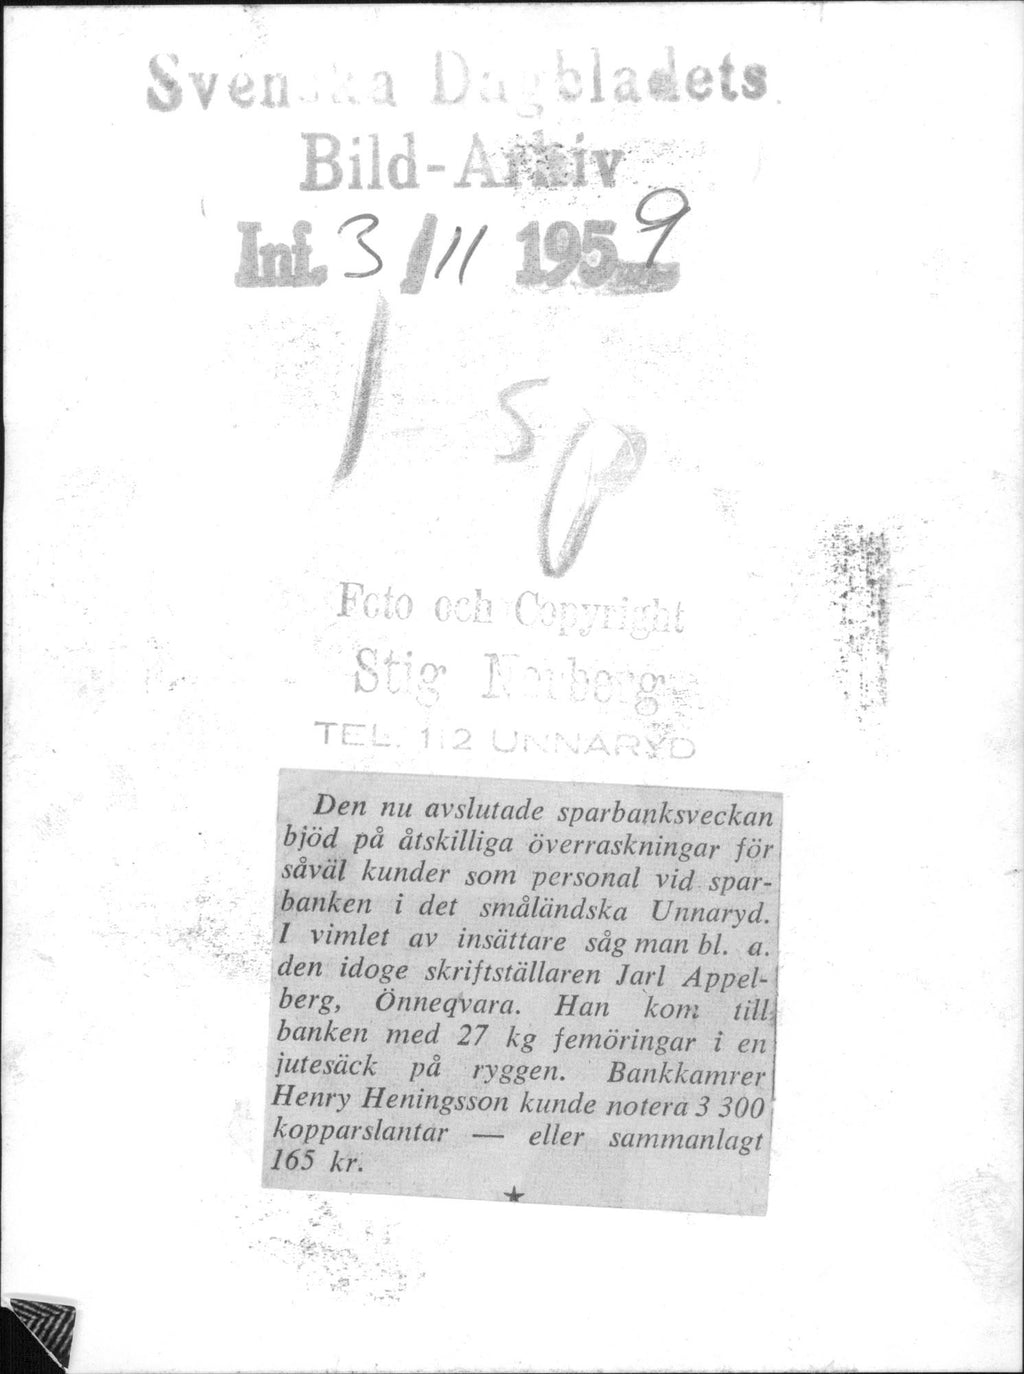 Svenska Dagbladets
Bild-Arkiv
Inf. 3/11 1959
Foto och Copyright
Stig Norberg
TEL. 112 UNNARYD
Den nu avslutade sparbanksveckan
bjöd på åtskilliga överraskningar för
såväl kunder som personal vid spar-
banken i det småländska Unnaryd.
I vimlet av insättare såg man bl. a.
den idoge skriftställaren Jarl Appel-
berg, Önneqvara. Han kom till
banken med 27 kg femöringar i en
jutesäck på ryggen. Bankkamrer
Henry Heningsson kunde notera 3 300
kopparslantar — eller sammanlagt
165 kr.